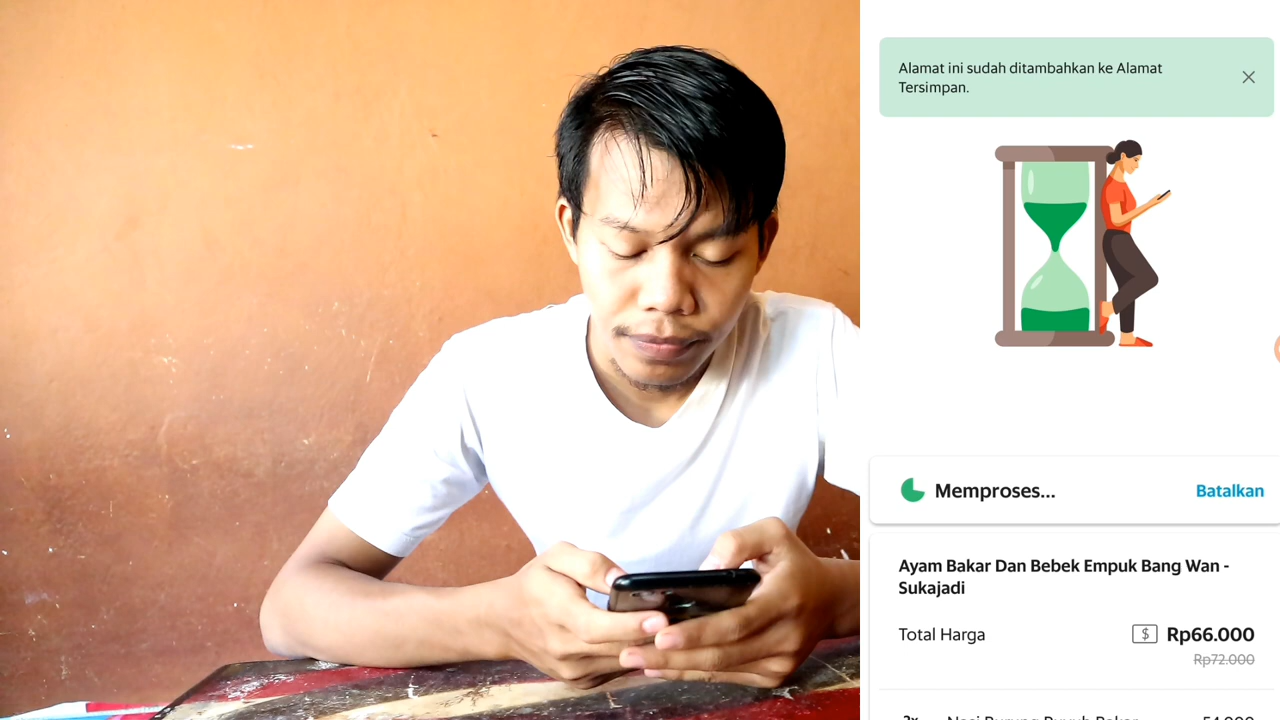 Alamat ini sudah ditambahkan ke Alamat
Tersimpan.
Memproses...
Batalkan
Ayam Bakar Dan Bebek Empuk Bang Wan -
Sukajadi
Total Harga
$ Rp66.000
Rp72.000